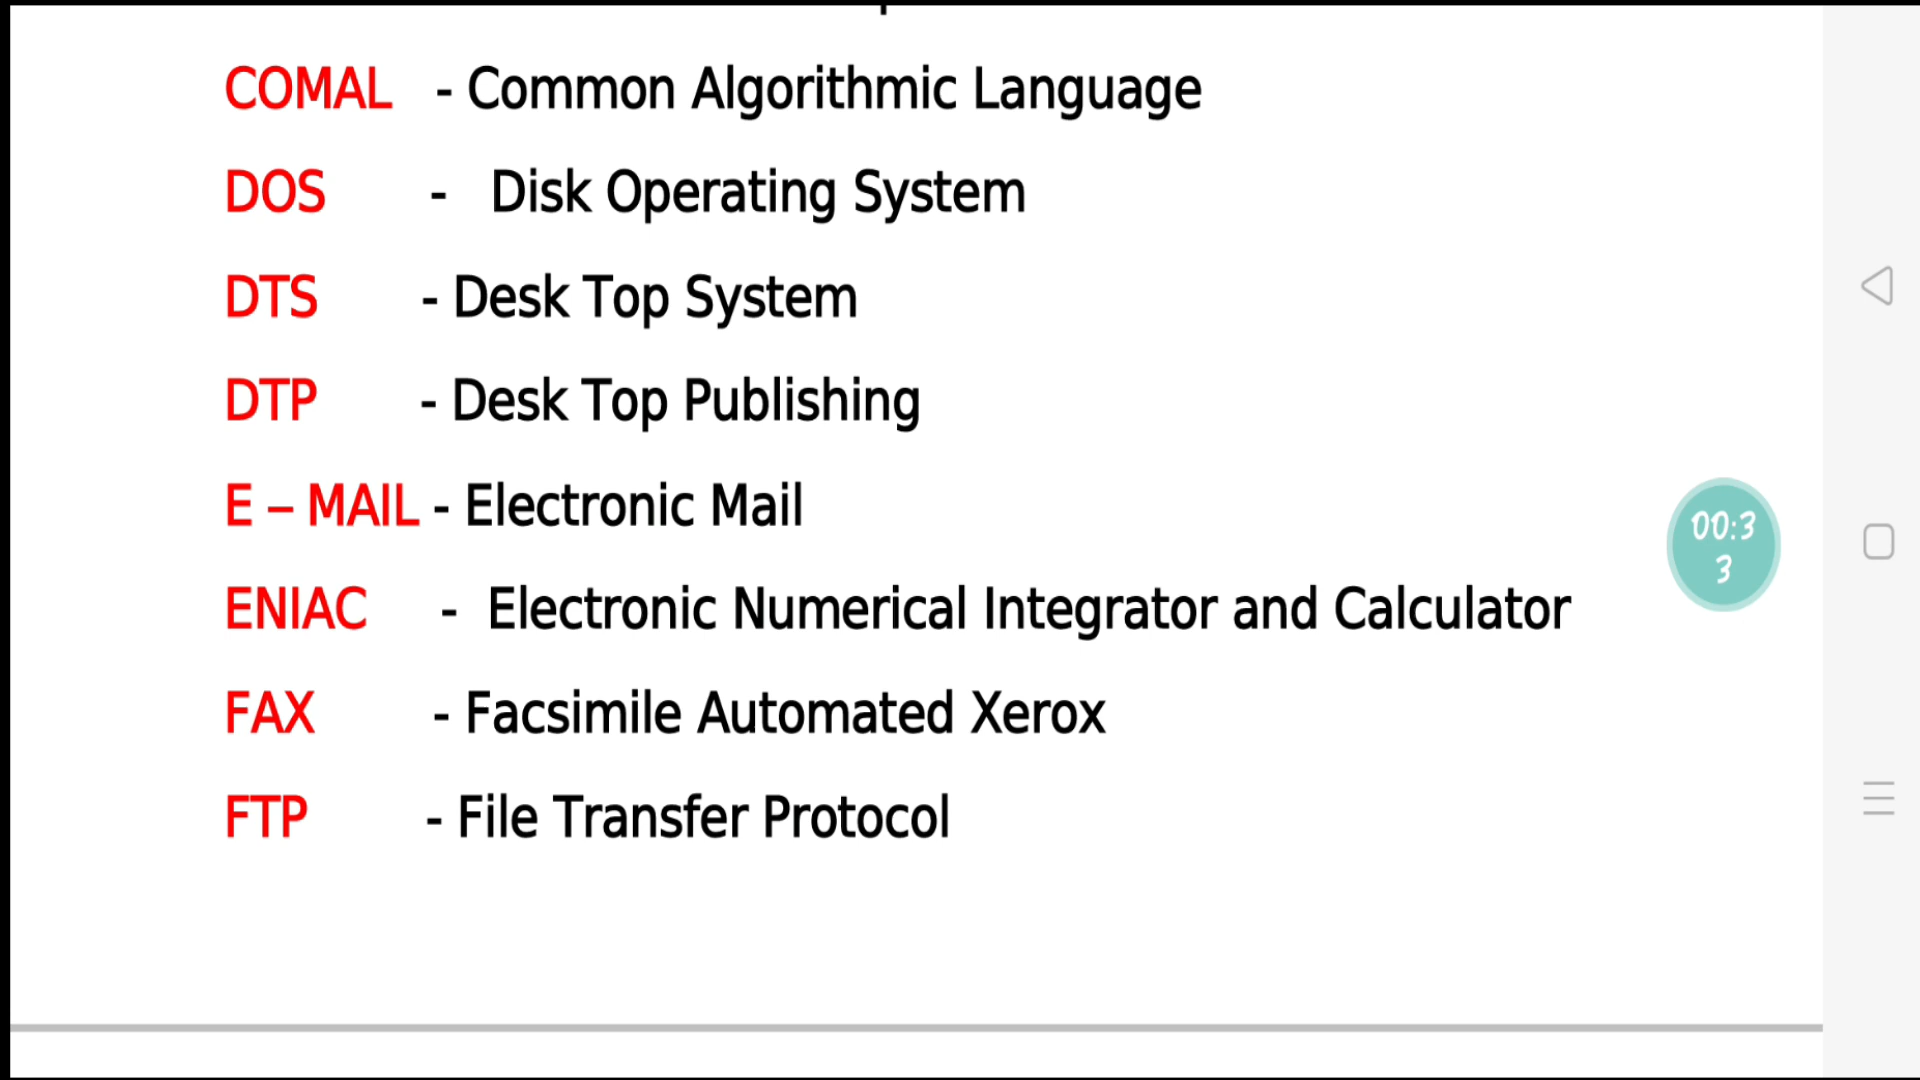 COMAL - Common Algorithmic Language
DOS - Disk Operating System
DTS - Desk Top System
DTP - Desk Top Publishing
E – MAIL - Electronic Mail
ENIAC - Electronic Numerical Integrator and Calculator
FAX - Facsimile Automated Xerox
FTP - File Transfer Protocol
00:3
3